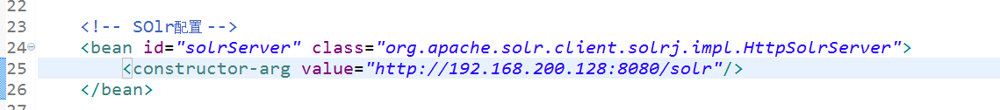 22
23 <!-- SOlr配置 -->
24 <bean id="solrServer" class="org.apache.solr.client.solrj.impl.HttpSolrServer">
25 <constructor-arg value="http://192.168.200.128:8080/solr"/>
26 </bean>
27